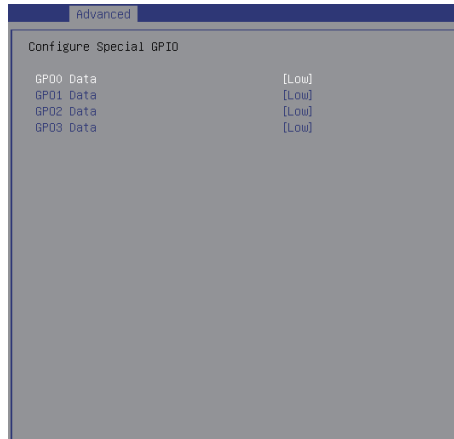 Advanced
Configure Special GPIO
GPO0 Data [Low]
GPO1 Data [Low]
GPO2 Data [Low]
GPO3 Data [Low]